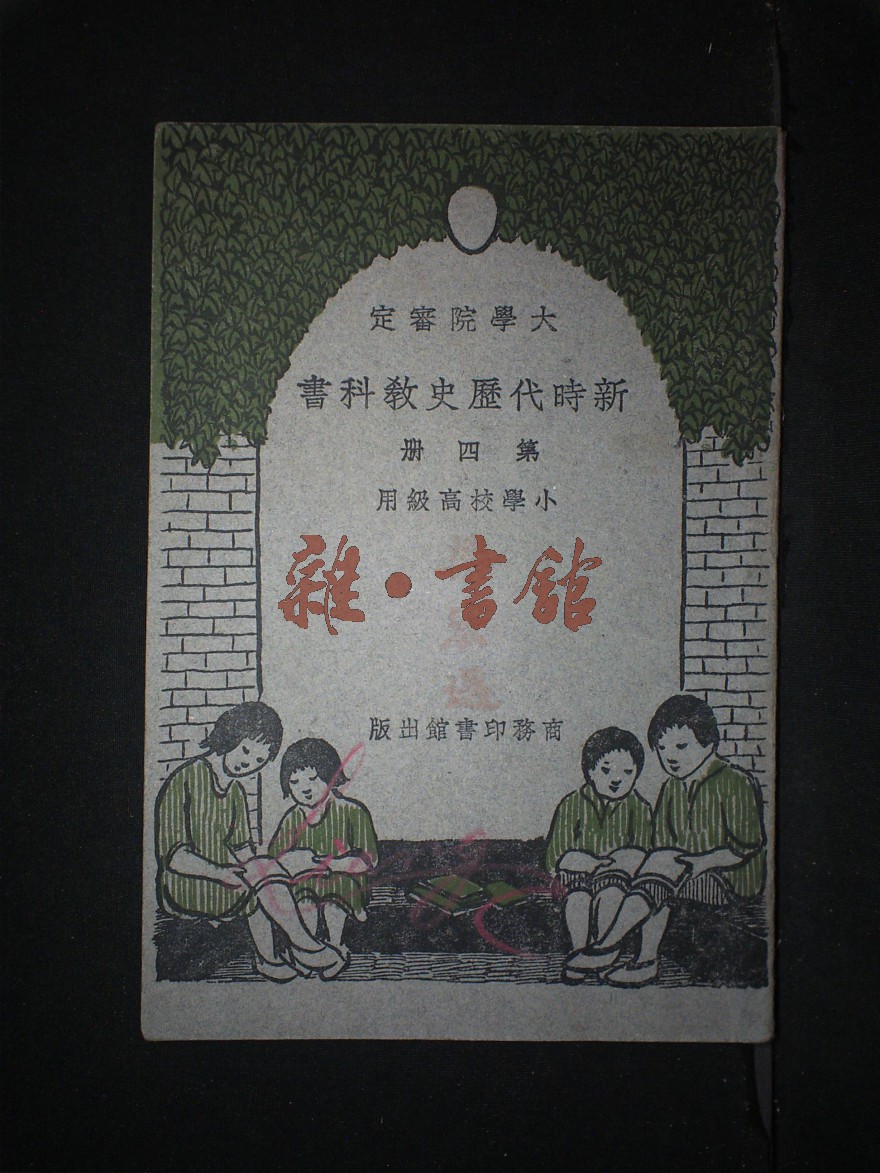 大學院審定
新時代歷史教科書
第四册
小學校高級用
雜·書館
商務印書館出版